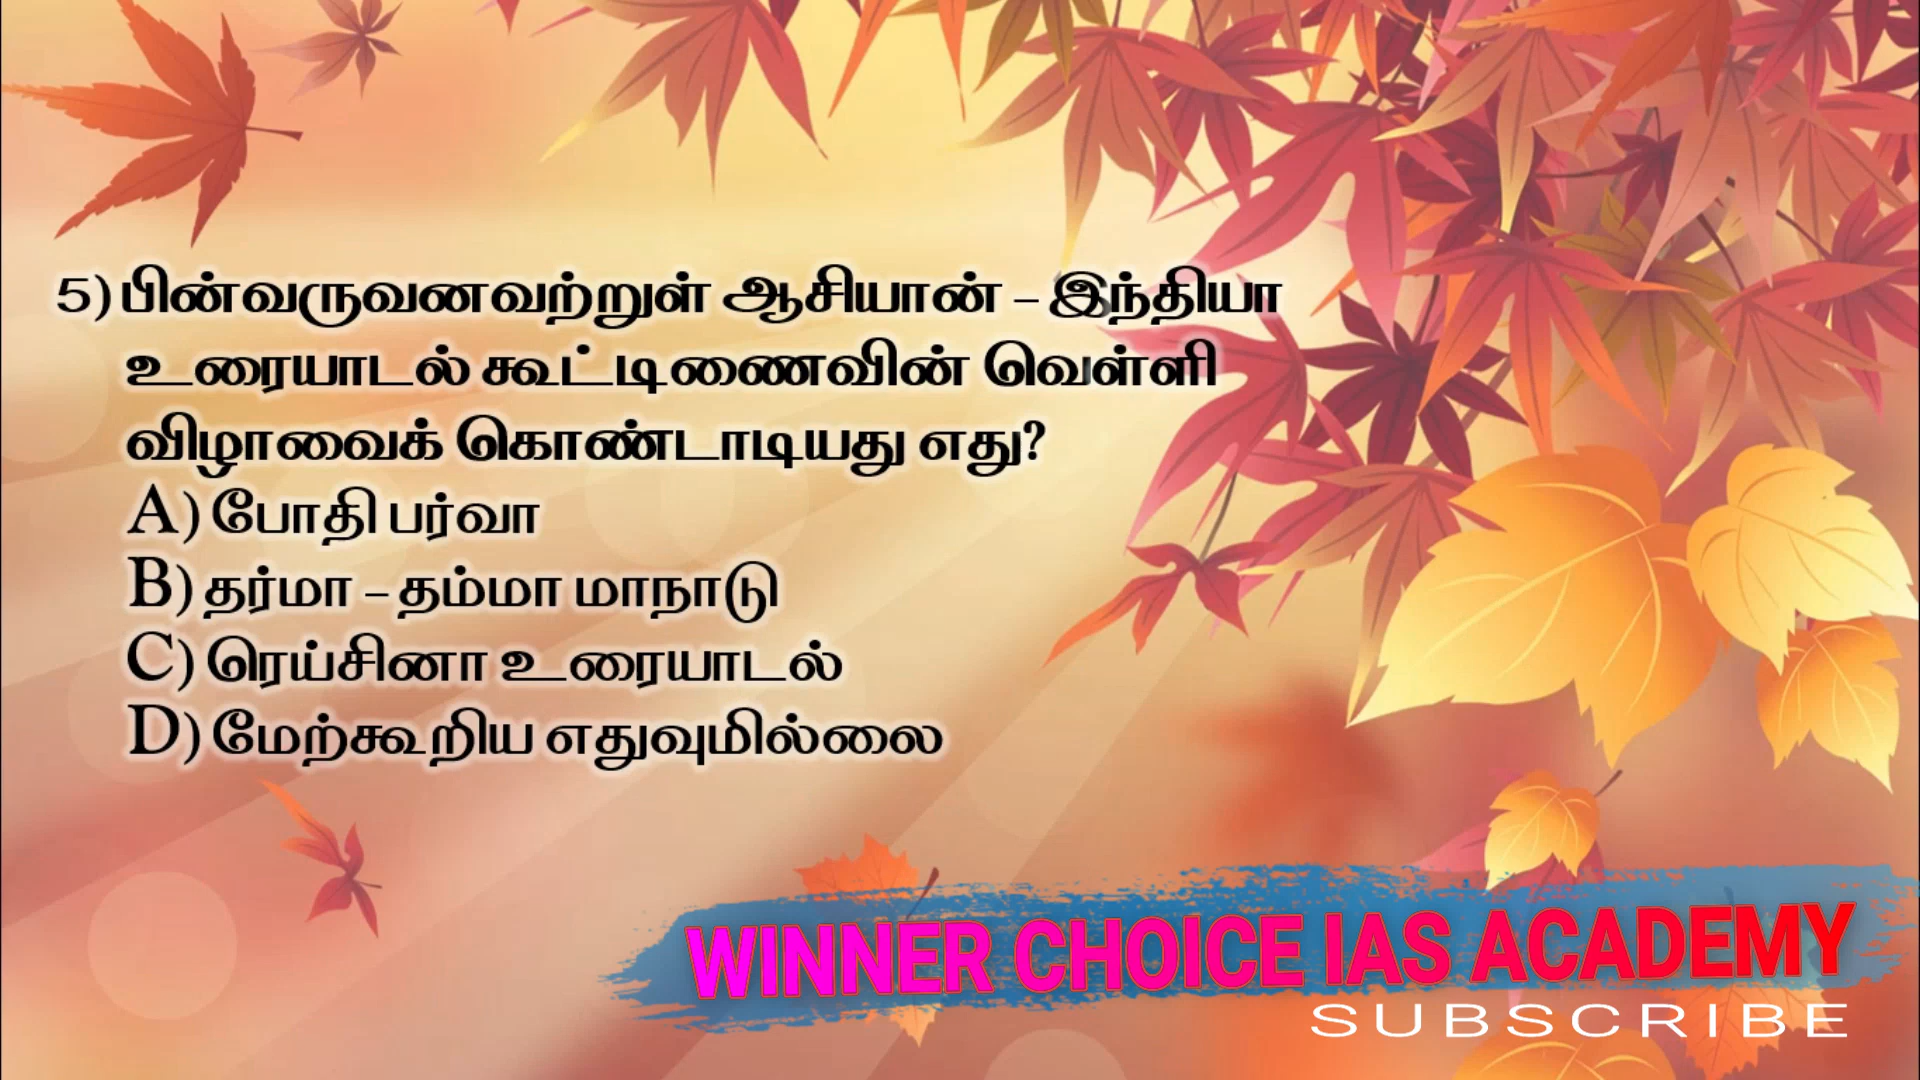 5) பின்வருவனவற்றுள் ஆசியான் – இந்தியா
உரையாடல் கூட்டிணைவின் வெள்ளி
விழாவைக் கொண்டாடியது எது?
A) போதி பர்வா
B) தர்மா – தம்மா மாநாடு
C) ரெய்சினா உரையாடல்
D) மேற்கூறிய எதுவுமில்லை
WINNER CHOICE IAS ACADEMY
SUBSCRIBE